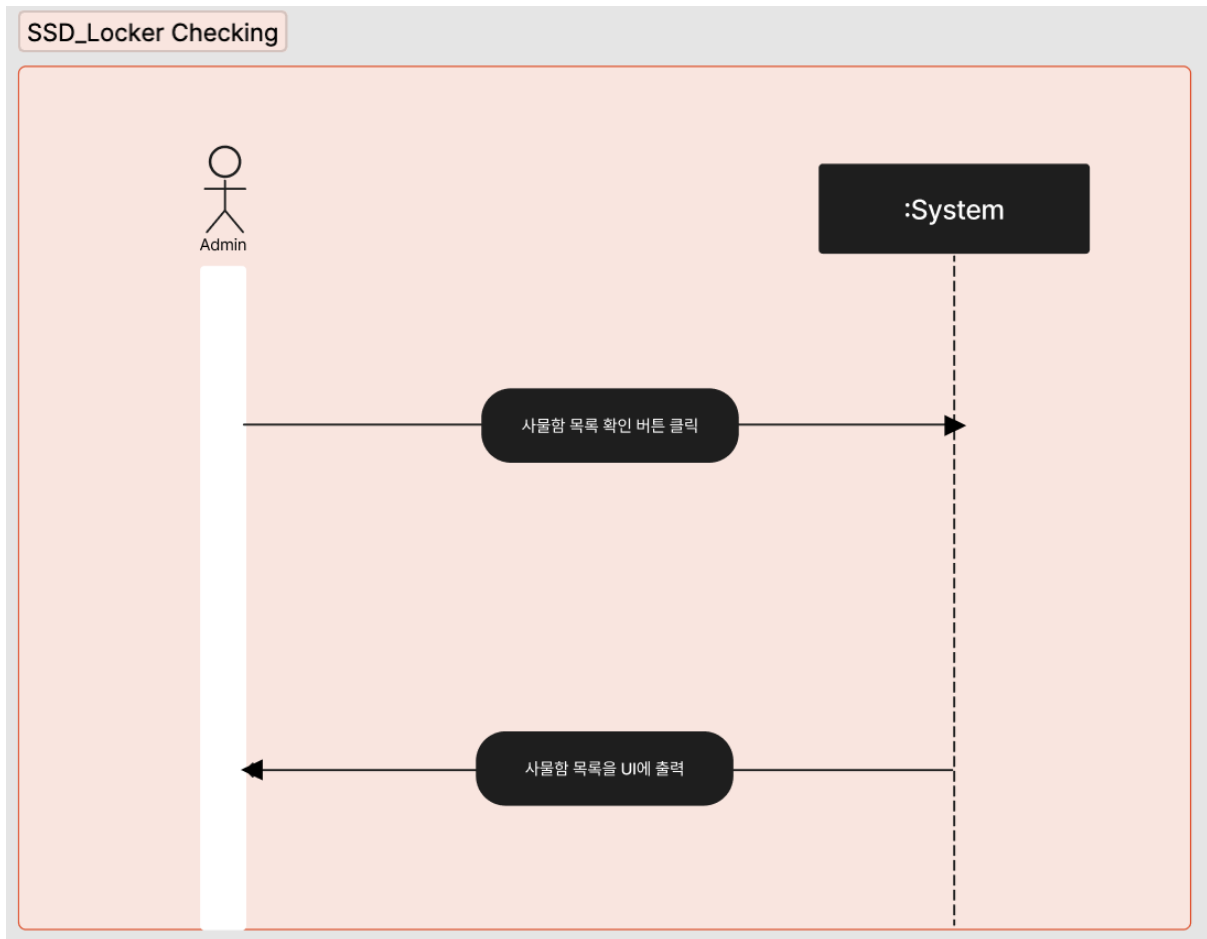 SSD_Locker Checking
Admin
:System
사물함 목록 확인 버튼 클릭
사물함 목록을 UI에 출력